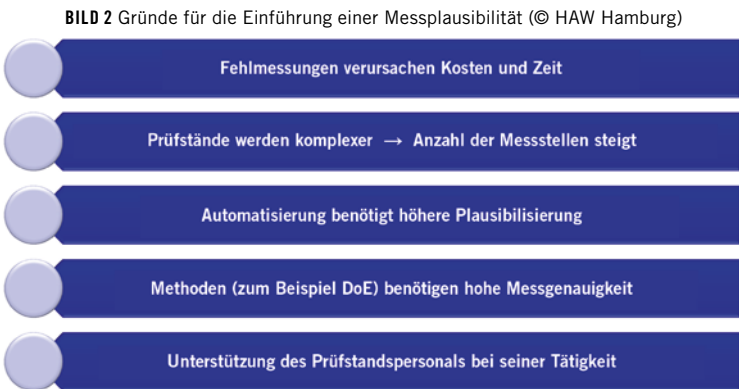 BILD 2 Gründe für die Einführung einer Messplausibilität (© HAW Hamburg)
Fehlmessungen verursachen Kosten und Zeit
Prüfstände werden komplexer → Anzahl der Messstellen steigt
Automatisierung benötigt höhere Plausibilisierung
Methoden (zum Beispiel DoE) benötigen hohe Messgenauigkeit
Unterstützung des Prüfstandspersonals bei seiner Tätigkeit